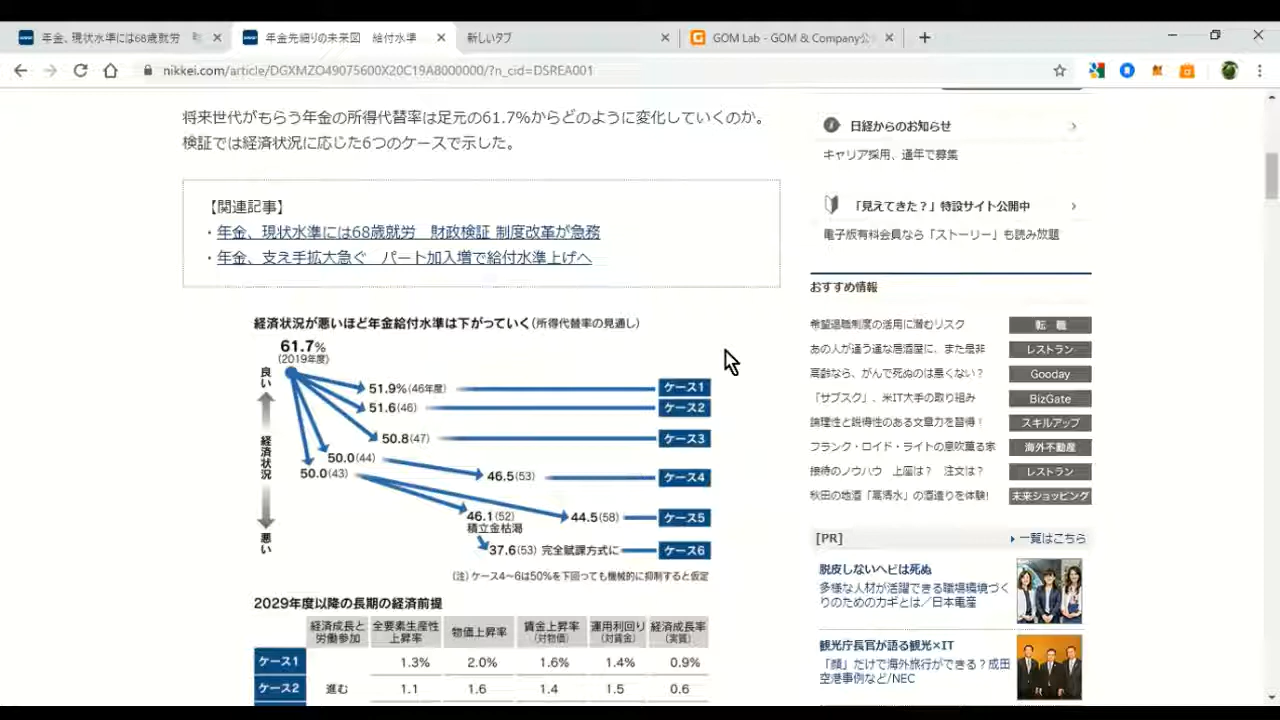 年金、現状水準には68歳就労
年金先細りの未来図　給付水準
新しいタブ
GOM Lab - GOM & Company公
nikkei.com/article/DGXMZO49075600X20C19A8000000/?n_cid=DSREA001
将来世代がもらう年金の所得代替率は足元の61.7%からどのように変化していくのか。
検証では経済状況に応じた6つのケースで示した。
【関連記事】
・年金、現状水準には68歳就労　財政検証 制度改革が急務
・年金、支え手拡大急ぐ　パート加入増で給付水準上げへ
経済状況が悪いほど年金給付水準は下がっていく(所得代替率の見通し)
61.7%
(2019年度)
良い
経済状況
悪い
51.9%(46年度) ケース1
51.6(46) ケース2
50.8(47) ケース3
50.0(44)
50.0(43)
46.5(53) ケース4
46.1(52)
積立金枯渇
44.5(58) ケース5
37.6(53) 完全賦課方式に ケース6
(注)ケース4～6は50%を下回っても機械的に抑制すると仮定
2029年度以降の長期の経済前提
経済成長と労働参加 全要素生産性上昇率 物価上昇率 賃金上昇率(対物価) 運用利回り(対賃金) 経済成長率(実質)
ケース1 1.3% 2.0% 1.6% 1.4% 0.9%
ケース2 進む 1.1 1.6 1.4 1.5 0.6
日経からのお知らせ
キャリア採用、通年で募集
「見えてきた？」特設サイト公開中
電子版有料会員なら「ストーリー」も読み放題
おすすめ情報
希望退職制度の活用に潜むリスク 転職
あの人が通う違な居酒屋に、また是非 レストラン
高齢なら、がんで死ぬのは悪くない？ Gooday
「サブスク」、米IT大手の取り組み BizGate
論理性と説得性のある文章力を習得！ スキルアップ
フランク・ロイド・ライトの息吹薫る家 海外不動産
接待のノウハウ　上座は？　注文は？ レストラン
秋田の地酒「高清水」の酒造りを体験! 未来ショッピング
[PR]
一覧はこちら
脱皮しないヘビは死ぬ
多様な人材が活躍できる職場環境づく
りのためのカギとは／日本電産
観光庁長官が語る観光×IT
「顔」だけで海外旅行ができる？成田
空港事例など/NEC